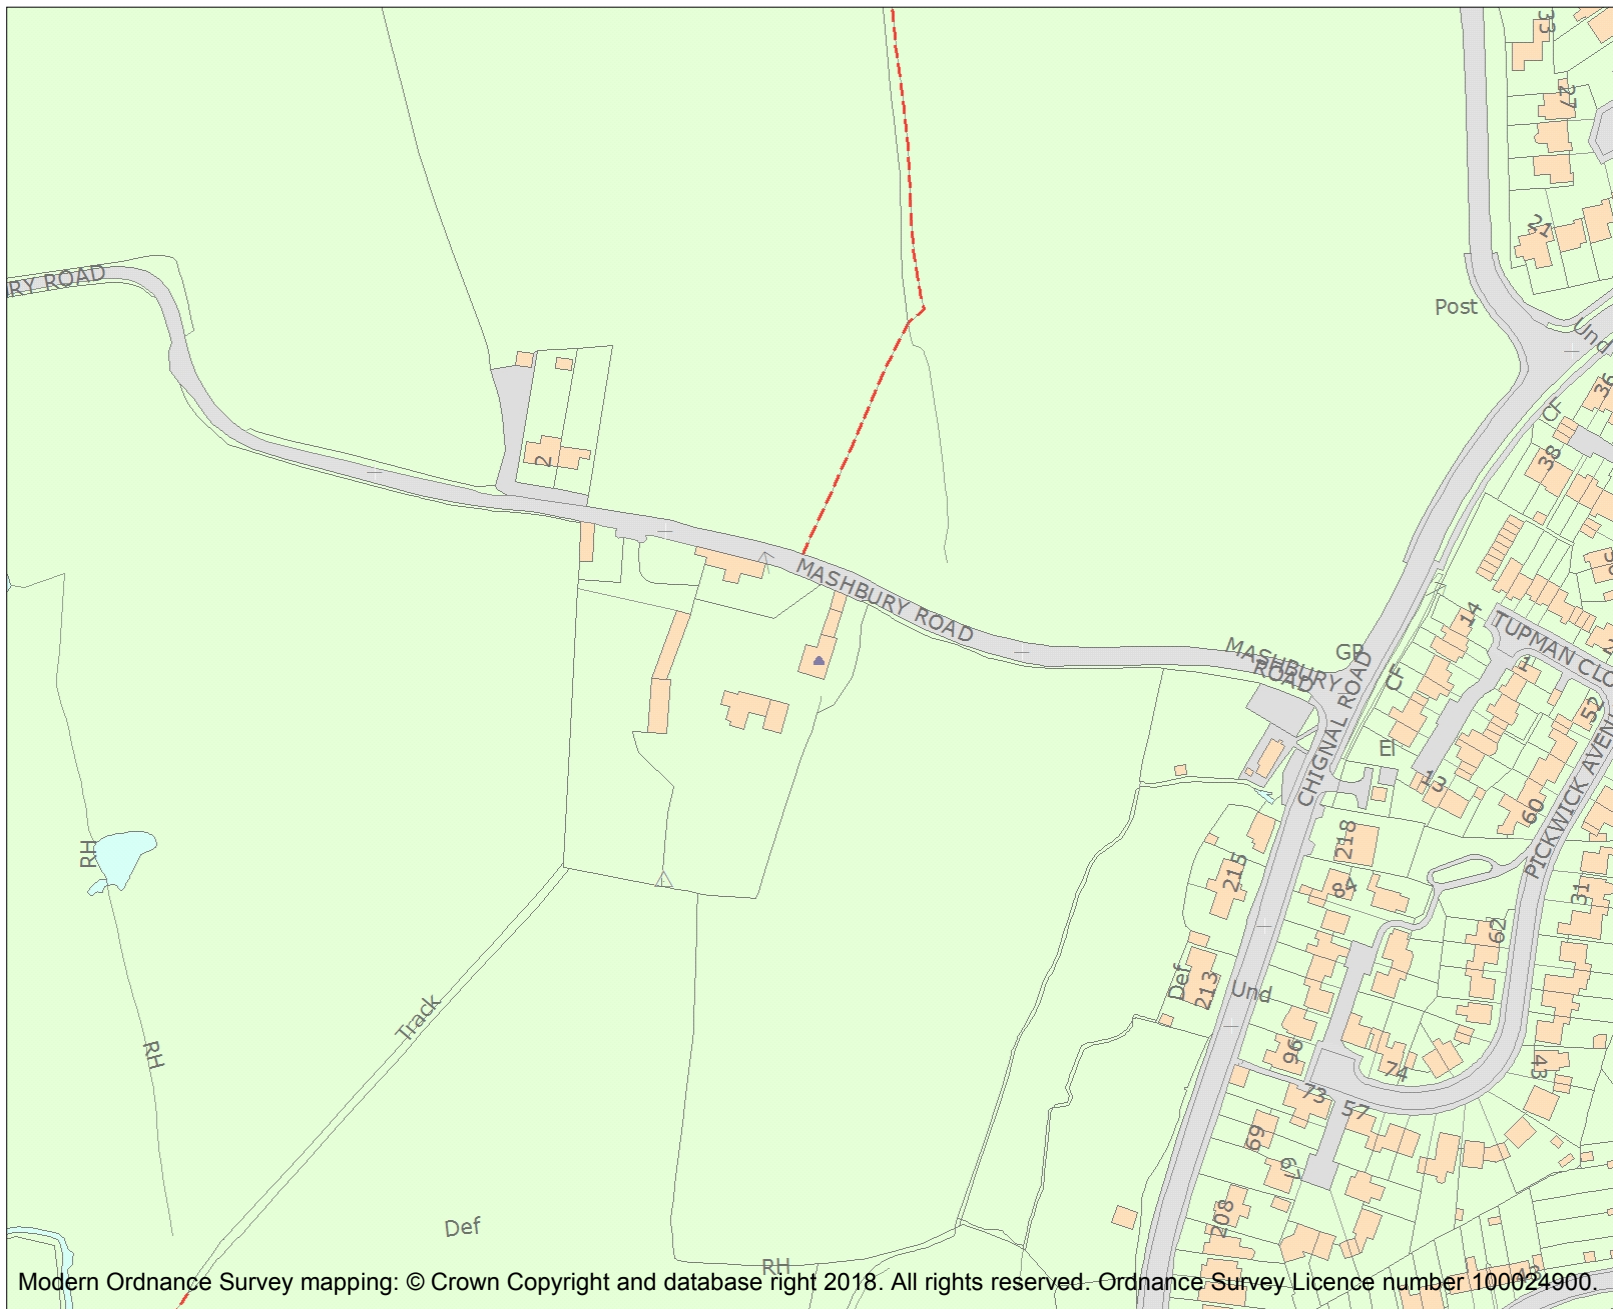 33
27
21
RY ROAD
Post
Und
36
CF
38
2
MASHBURY ROAD
14
TUPMAN CLO
MASHBURY ROAD
GP
CHIGNAL ROAD
CF
1
52
El
13
60
PICKWICK AVEN
218
RH
215
84
31
62
Def
213
Und
Track
RH
96
74
43
73
57
69
67
208
Def
RH
Modern Ordnance Survey mapping: © Crown Copyright and database right 2018. All rights reserved. Ordnance Survey Licence number 100024900.